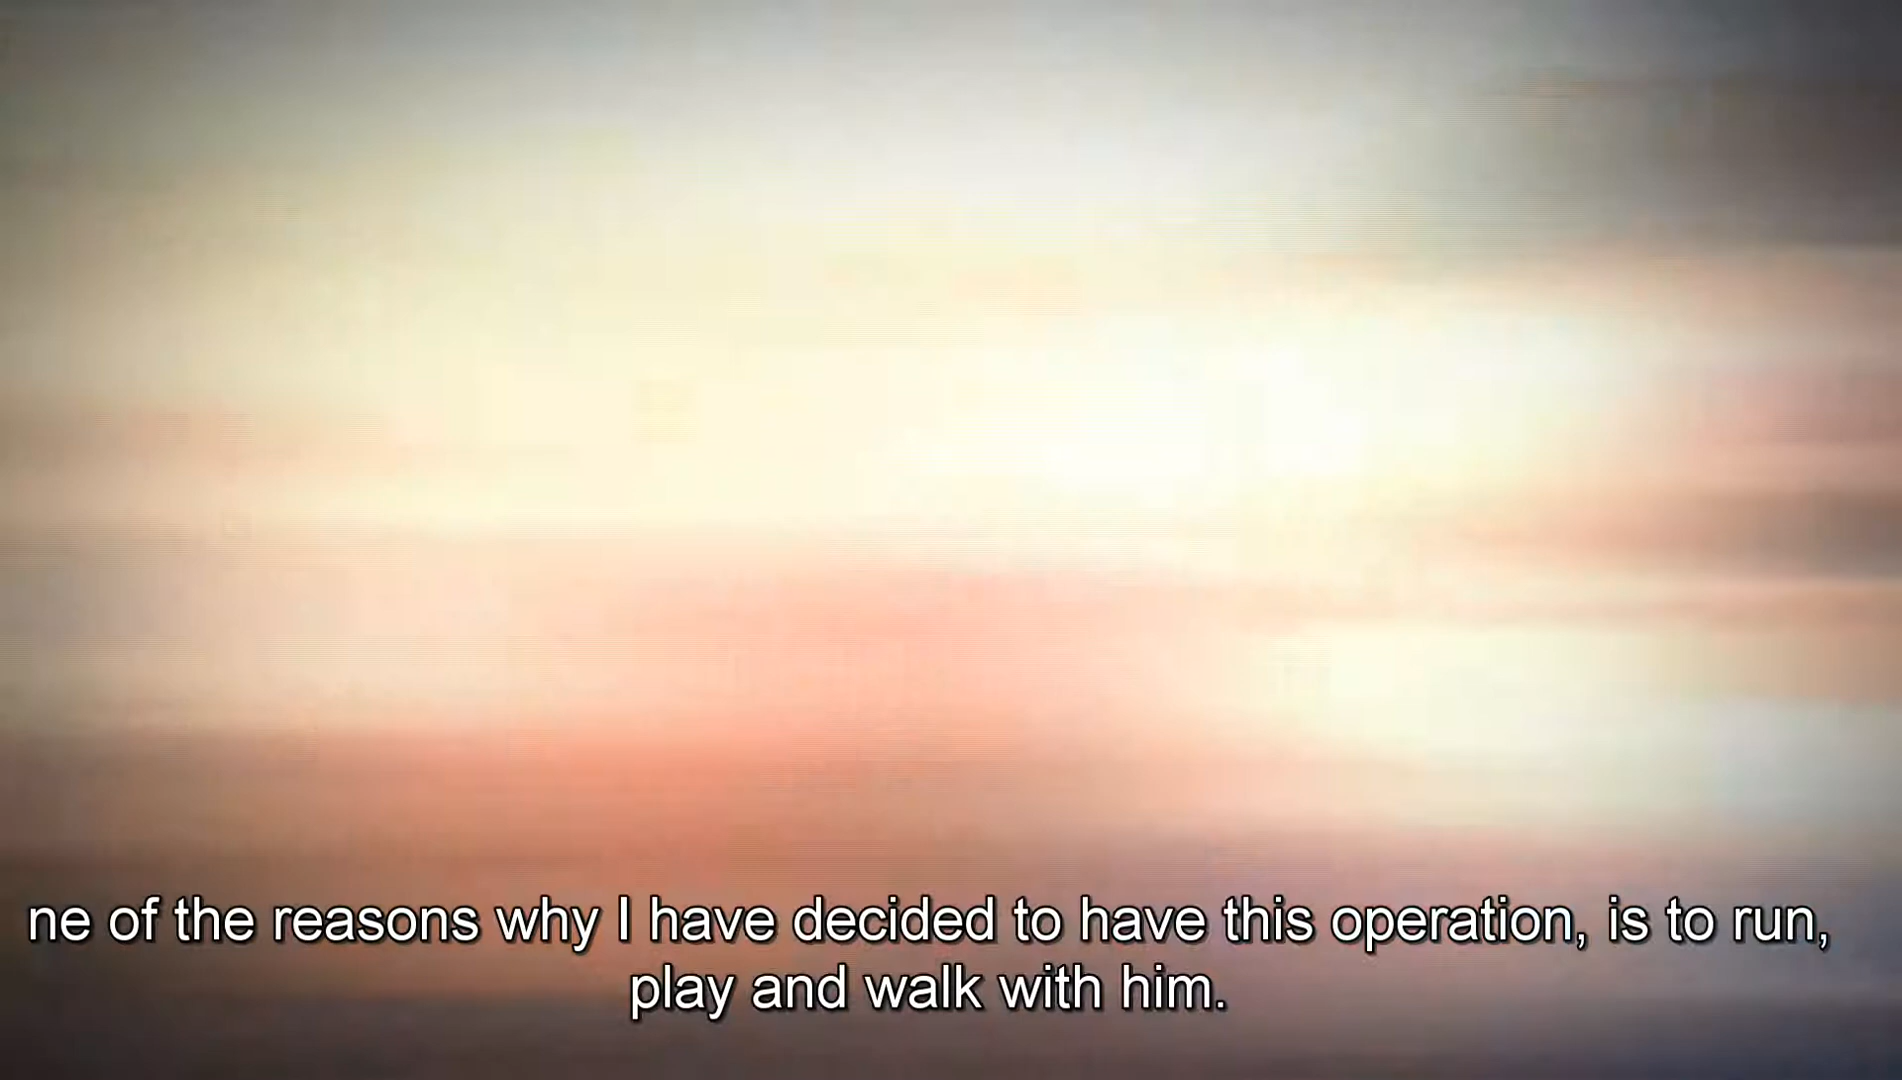 ne of the reasons why I have decided to have this operation, is to run,
play and walk with him.